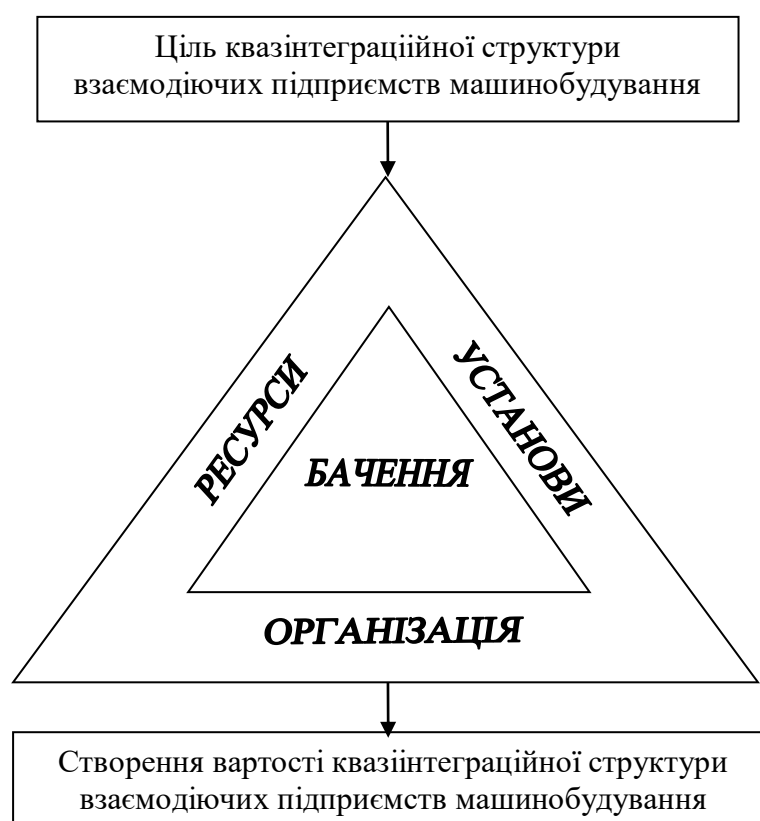 Ціль квазінтеграціійної структури
взаємодіючих підприємств машинобудування
РЕСУРСИ
УСТАНОВИ
БАЧЕННЯ
ОРГАНІЗАЦІЯ
Створення вартості квазіінтеграційної структури
взаємодіючих підприємств машинобудування